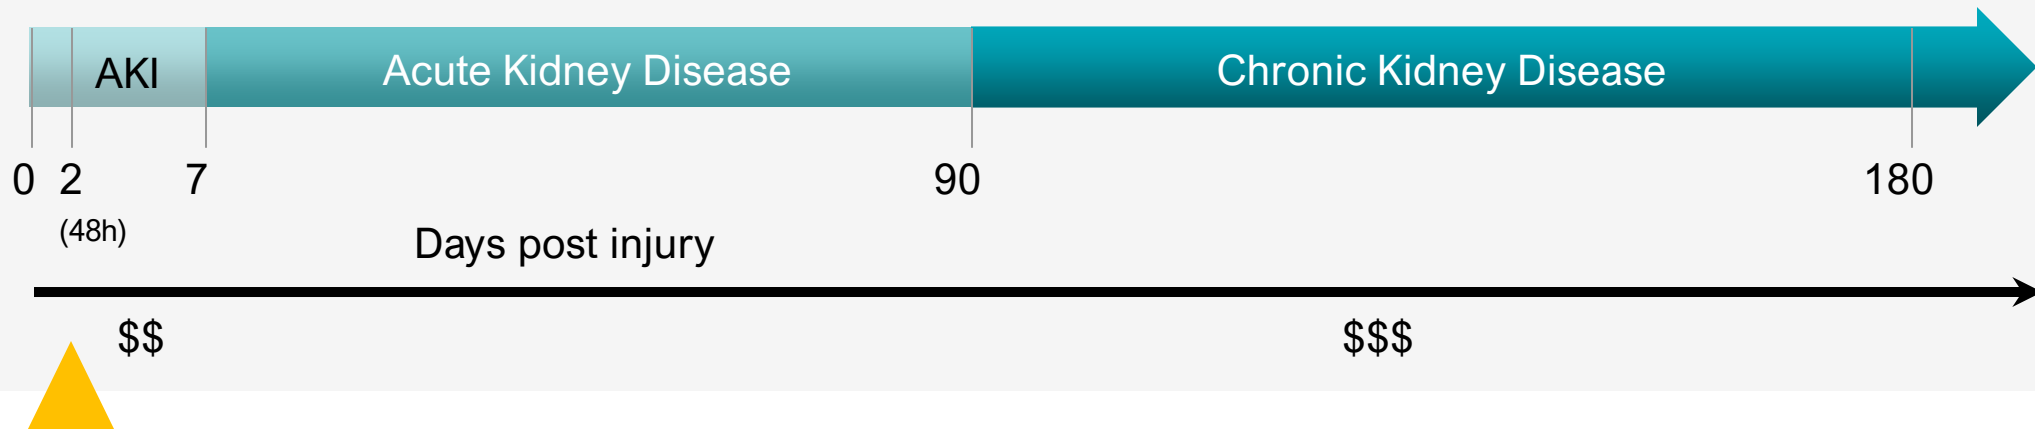 AKI Acute Kidney Disease Chronic Kidney Disease
0 2 7 90 180
(48h)
Days post injury
$$ $$$